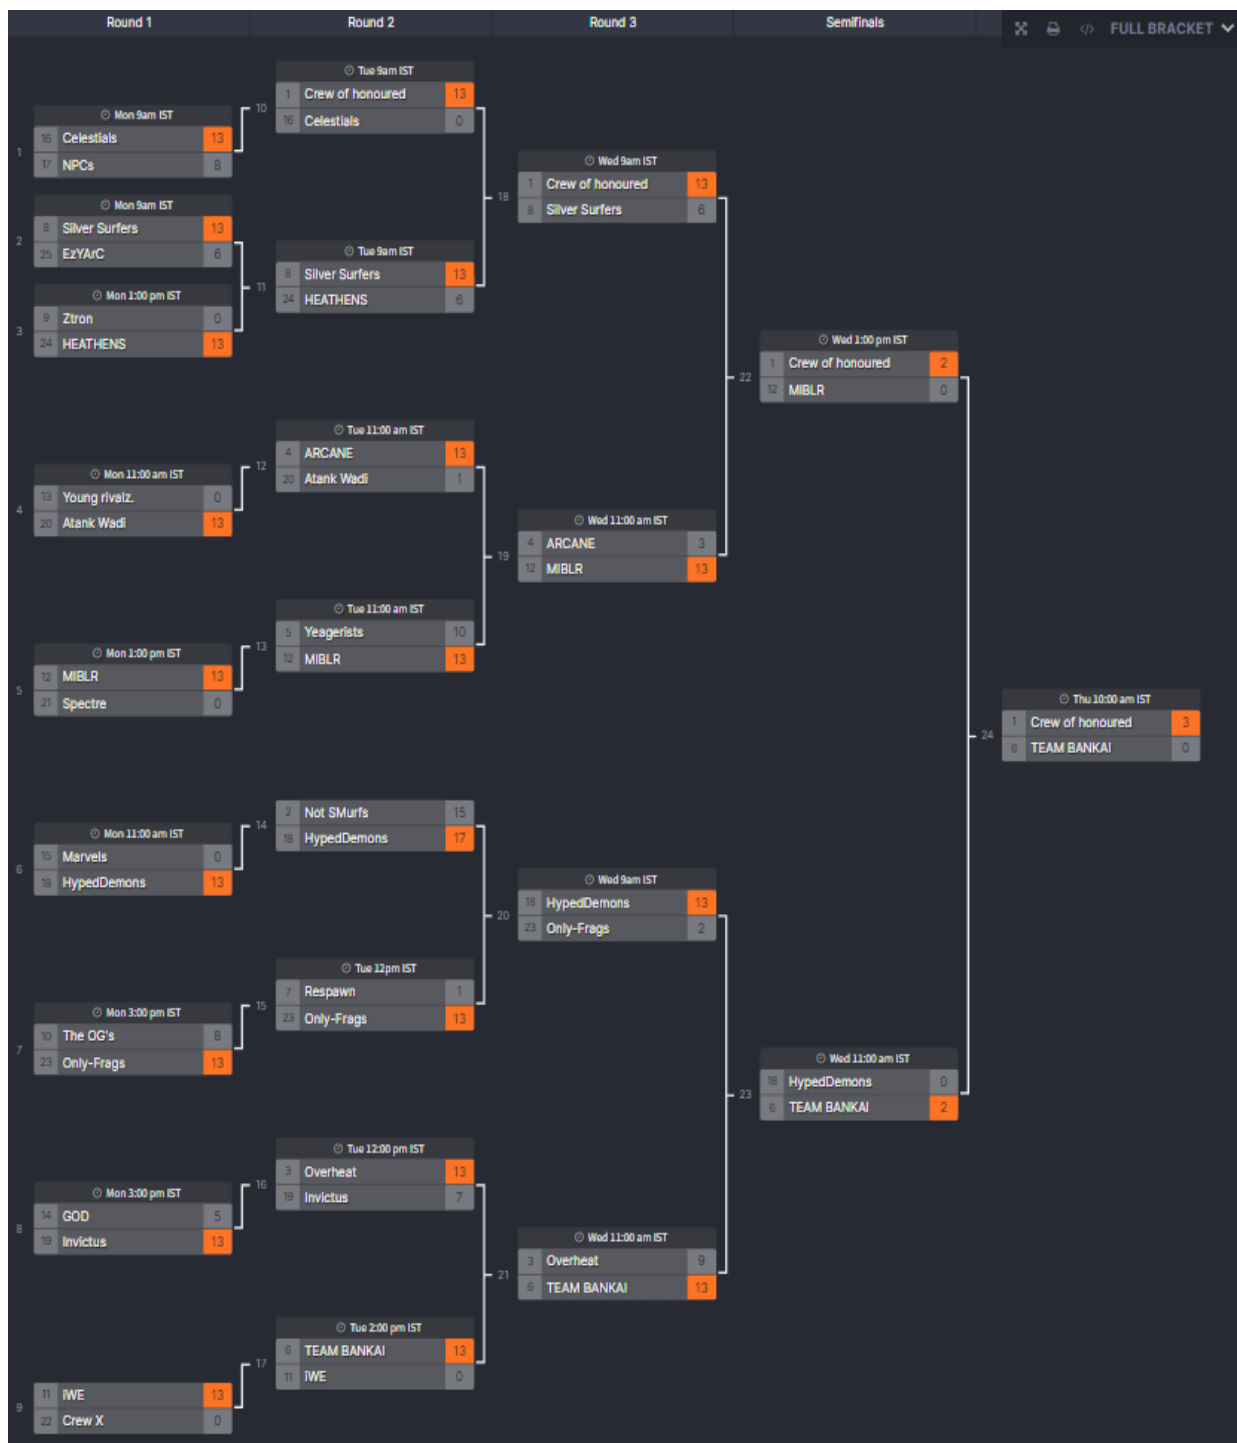 Round 1 Round 2 Round 3 Semifinals FULL BRACKET
Mon 9am IST
1
16 Celestials 13
17 NPCs 8
Mon 9am IST
2
8 Silver Surfers 13
25 EzYArC 6
Mon 1:00 pm IST
3
9 Ztron 0
24 HEATHENS 13
Mon 11:00 am IST
4
13 Young rivalz. 0
20 Atank Wadi 13
Mon 1:00 pm IST
5
12 MIBLR 13
21 Spectre 0
Mon 11:00 am IST
6
15 Marvels 0
18 HypedDemons 13
Mon 3:00 pm IST
7
10 The OG's 8
23 Only-Frags 13
Mon 3:00 pm IST
8
14 GOD 5
19 Invictus 13
9
11 iWE 13
22 Crew X 0
Tue 9am IST
10
1 Crew of honoured 13
16 Celestials 0
Tue 9am IST
11
8 Silver Surfers 13
24 HEATHENS 6
Tue 11:00 am IST
12
4 ARCANE 13
20 Atank Wadi 1
Tue 11:00 am IST
13
5 Yeagerists 10
12 MIBLR 13
14
2 Not SMurfs 15
18 HypedDemons 17
Tue 12pm IST
15
7 Respawn 1
23 Only-Frags 13
Tue 12:00 pm IST
16
3 Overheat 13
19 Invictus 7
Tue 2:00 pm IST
17
6 TEAM BANKAI 13
11 iWE 0
Wed 9am IST
18
1 Crew of honoured 13
8 Silver Surfers 6
Wed 11:00 am IST
19
4 ARCANE 3
12 MIBLR 13
Wed 9am IST
20
18 HypedDemons 13
23 Only-Frags 2
Wed 11:00 am IST
21
3 Overheat 9
6 TEAM BANKAI 13
Wed 1:00 pm IST
22
1 Crew of honoured 2
12 MIBLR 0
Wed 11:00 am IST
23
18 HypedDemons 0
6 TEAM BANKAI 2
Thu 10:00 am IST
24
1 Crew of honoured 3
6 TEAM BANKAI 0